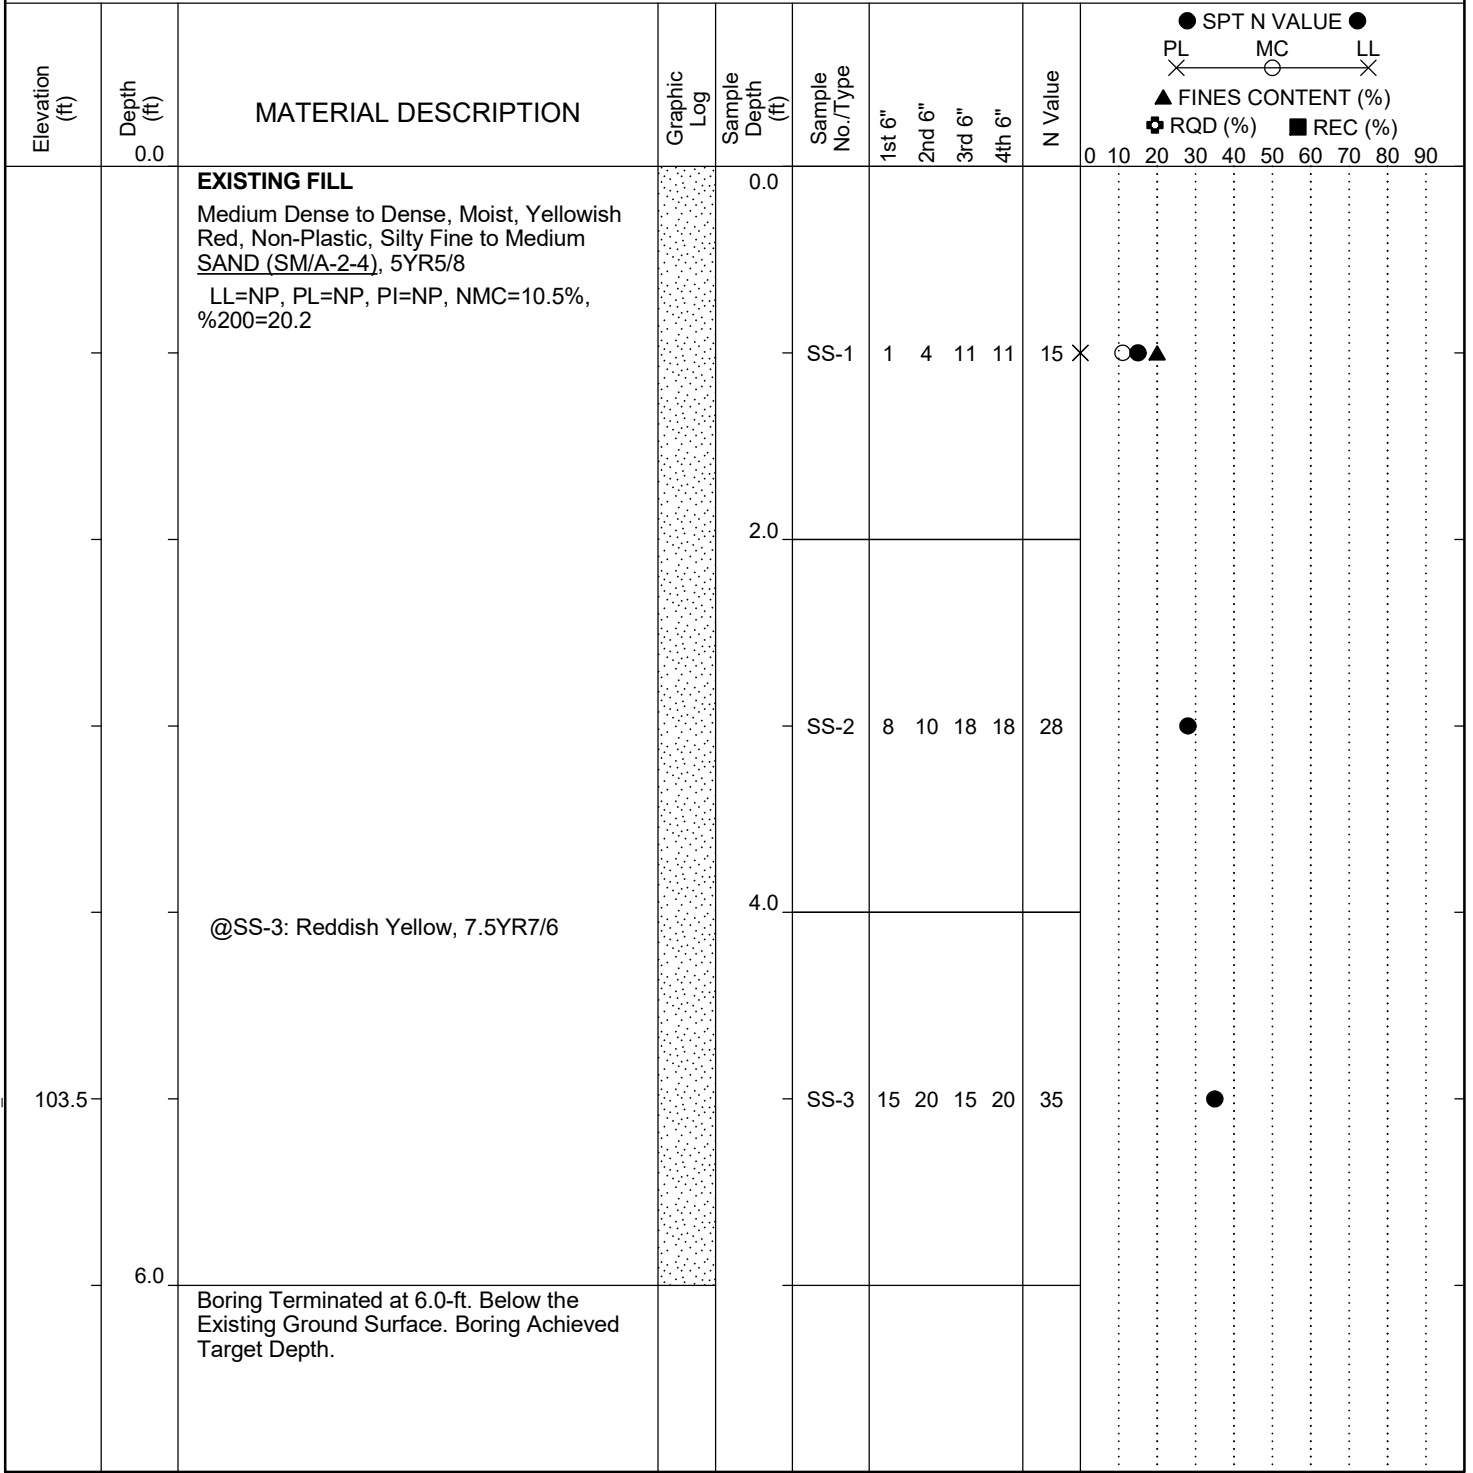 Elevation (ft)
Depth (ft)
0.0
MATERIAL DESCRIPTION
Graphic Log
Sample Depth (ft)
Sample No./Type
1st 6"
2nd 6"
3rd 6"
4th 6"
N Value
● SPT N VALUE ●
PL MC LL
▲ FINES CONTENT (%)
RQD (%) ■ REC (%)
0 10 20 30 40 50 60 70 80 90
EXISTING FILL
0.0
Medium Dense to Dense, Moist, Yellowish
Red, Non-Plastic, Silty Fine to Medium
SAND (SM/A-2-4), 5YR5/8
LL=NP, PL=NP, PI=NP, NMC=10.5%,
%200=20.2
SS-1 1 4 11 11 15
2.0
SS-2 8 10 18 18 28
4.0
@SS-3: Reddish Yellow, 7.5YR7/6
103.5 SS-3 15 20 15 20 35
6.0
Boring Terminated at 6.0-ft. Below the
Existing Ground Surface. Boring Achieved
Target Depth.